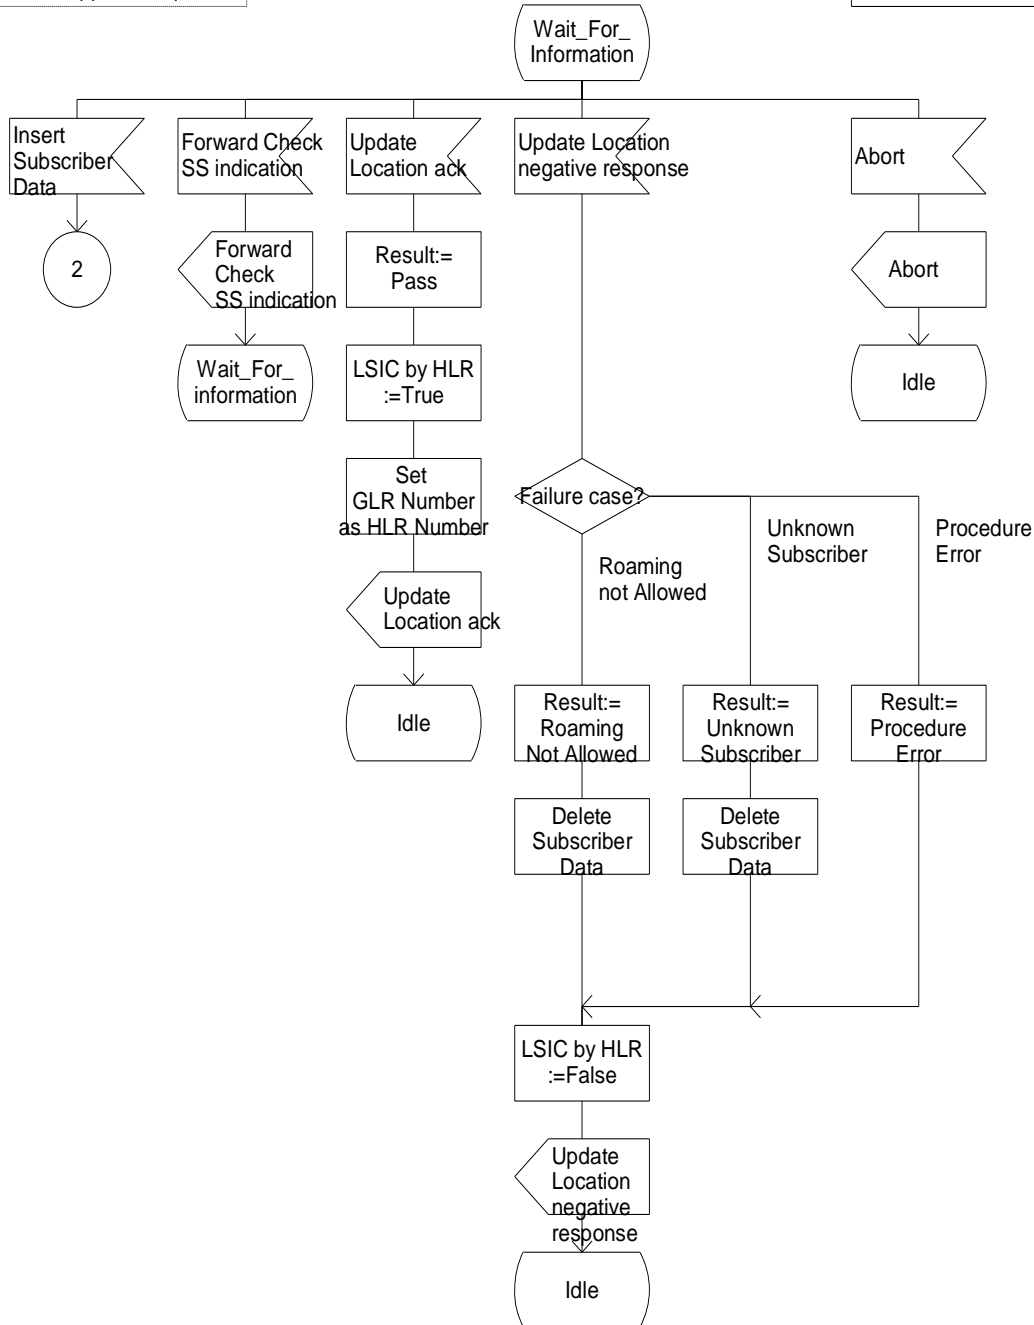 Wait_For_
Information
Insert
Subscriber
Data
Forward Check
SS indication
Update
Location ack
Update Location
negative response
Abort
2
Forward
Check
SS indication
Result:=
Pass
Abort
Wait_For_
information
LSIC by HLR
:=True
Idle
Set
GLR Number
as HLR Number
Failure case?
Unknown
Subscriber
Procedure
Error
Roaming
not Allowed
Update
Location ack
Idle
Result:=
Roaming
Not Allowed
Result:=
Unknown
Subscriber
Result:=
Procedure
Error
Delete
Subscriber
Data
Delete
Subscriber
Data
LSIC by HLR
:=False
Update
Location
negative
response
Idle